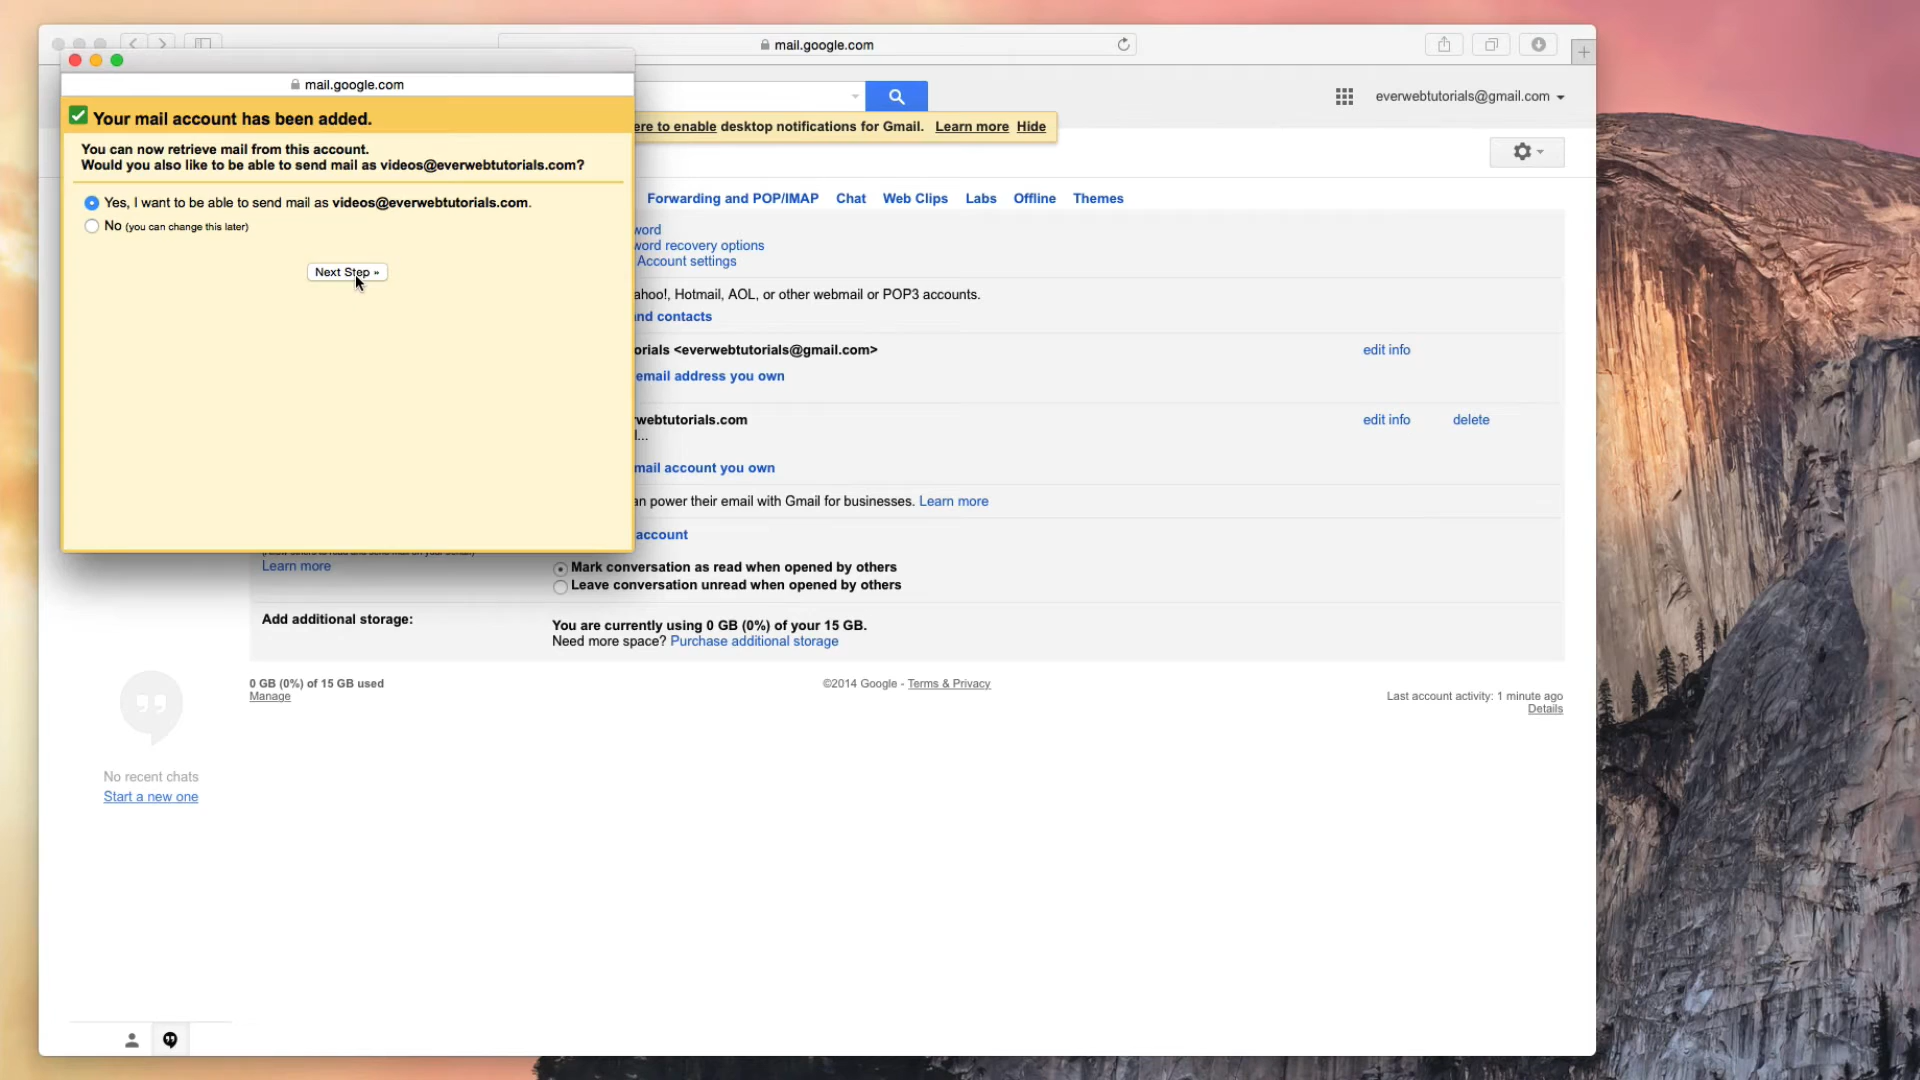 mail.google.com
mail.google.com
everwebtutorials@gmail.com
Your mail account has been added.
You can now retrieve mail from this account.
Would you also like to be able to send mail as videos@everwebtutorials.com?
Yes, I want to be able to send mail as videos@everwebtutorials.com.
No (you can change this later)
Next Step »
ere to enable desktop notifications for Gmail. Learn more Hide
Forwarding and POP/IMAP Chat Web Clips Labs Offline Themes
word
word recovery options
Account settings
ahoo!, Hotmail, AOL, or other webmail or POP3 accounts.
nd contacts
orials <everwebtutorials@gmail.com> edit info
email address you own
rwebtutorials.com edit info delete
l...
mail account you own
an power their email with Gmail for businesses. Learn more
account
Learn more
Mark conversation as read when opened by others
Leave conversation unread when opened by others
Add additional storage:
You are currently using 0 GB (0%) of your 15 GB.
Need more space? Purchase additional storage
0 GB (0%) of 15 GB used
Manage
©2014 Google - Terms & Privacy
Last account activity: 1 minute ago
Details
No recent chats
Start a new one